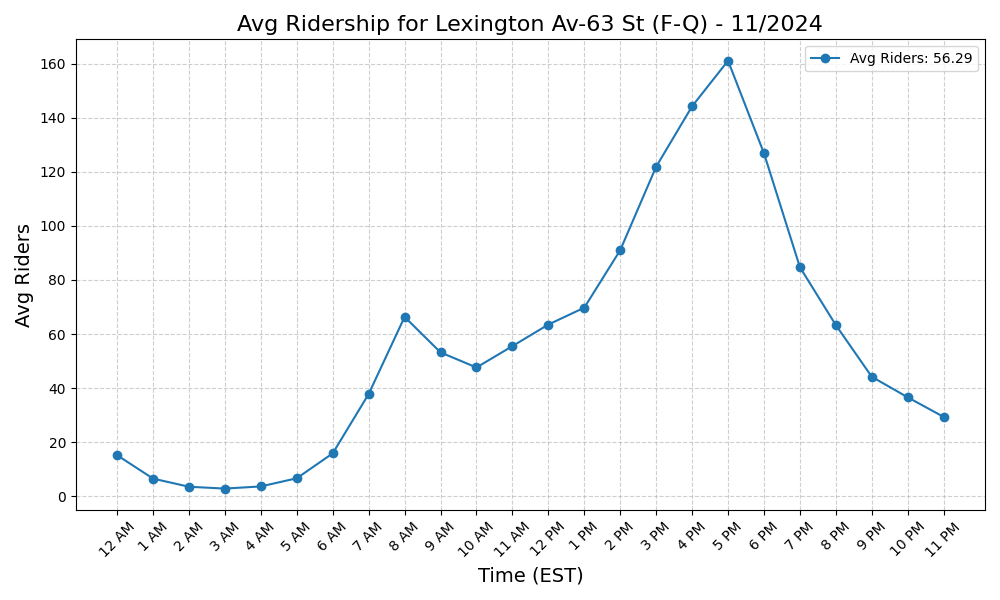 Avg Ridership for Lexington Av-63 St (F-Q) - 11/2024
Avg Riders: 56.29
Avg Riders
160
140
120
100
80
60
40
20
0
12 AM
1 AM
2 AM
3 AM
4 AM
5 AM
6 AM
7 AM
8 AM
9 AM
10 AM
11 AM
12 PM
1 PM
2 PM
3 PM
4 PM
5 PM
6 PM
7 PM
8 PM
9 PM
10 PM
11 PM
Time (EST)